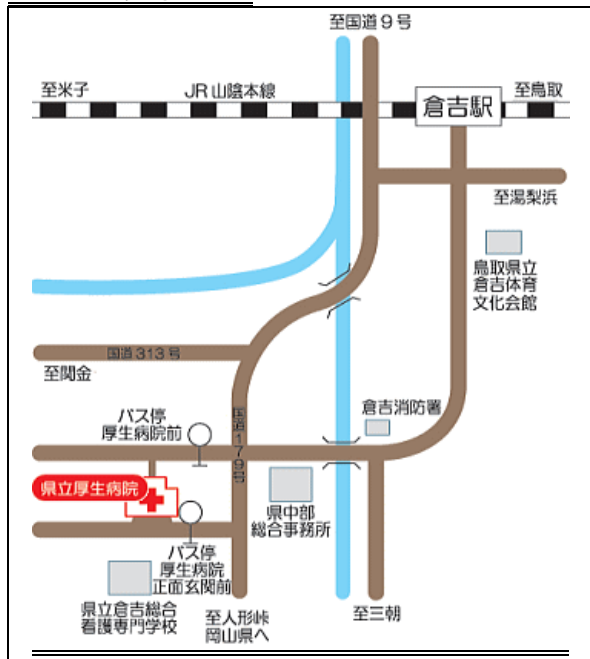 至国道9号
至米子
JR山陰本線
倉吉駅
至鳥取
至湯梨浜
鳥取県立
倉吉体育
文化会館
国道313号
至関金
倉吉消防署
バス停
厚生病院前
国道179号
県立厚生病院
県中部
総合事務所
バス停
厚生病院
正面玄関前
県立倉吉総合
看護専門学校
至人形峠
岡山県へ
至三朝